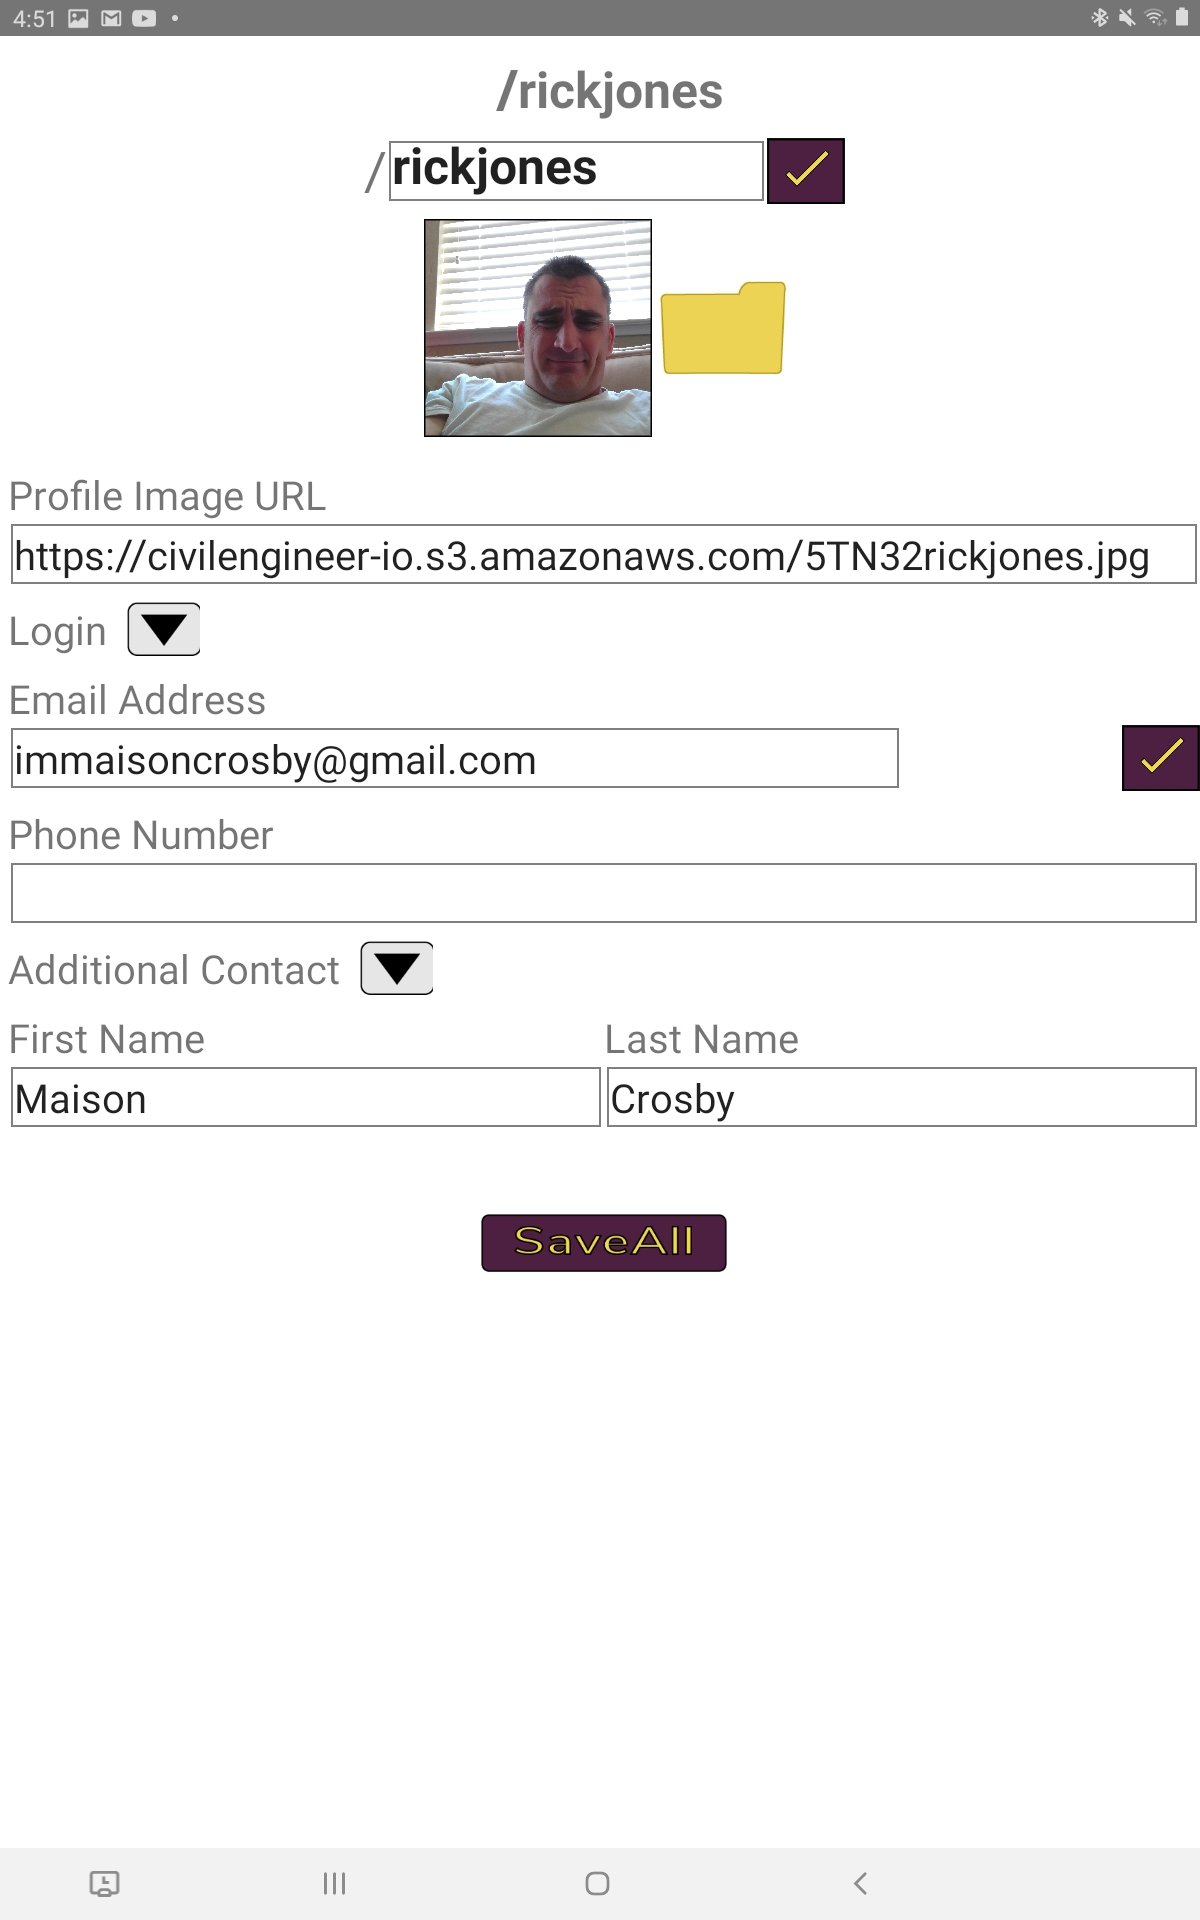 4:51
/rickjones
/rickjones
Profile Image URL
https://civilengineer-io.s3.amazonaws.com/5TN32rickjones.jpg
Login
Email Address
immaisoncrosby@gmail.com
Phone Number
Additional Contact
First Name Last Name
Maison Crosby
SaveAll